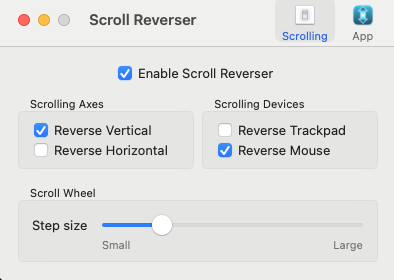 Scroll Reverser
Scrolling
App
Enable Scroll Reverser
Scrolling Axes
Reverse Vertical
Reverse Horizontal
Scrolling Devices
Reverse Trackpad
Reverse Mouse
Scroll Wheel
Step size
Small Large